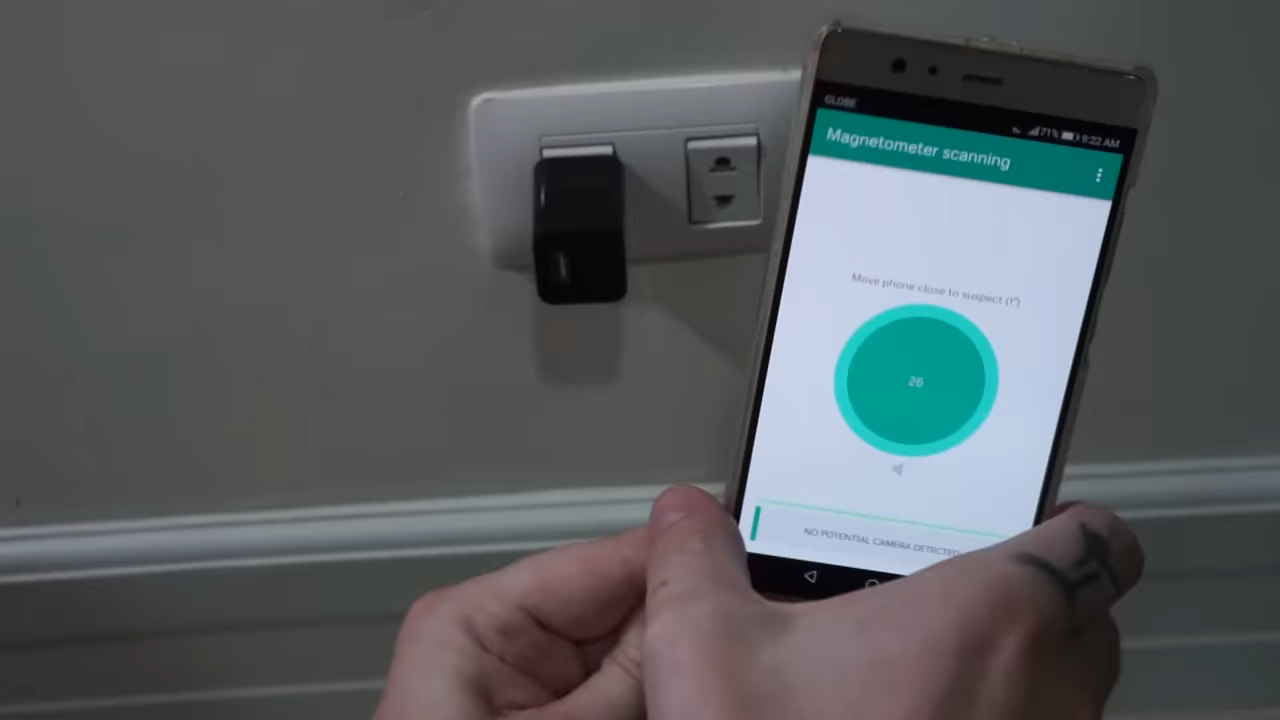 GLOBE
71% 9:22 AM
Magnetometer scanning
Move phone close to suspect (1")
26
NO POTENTIAL CAMERA DETECTED